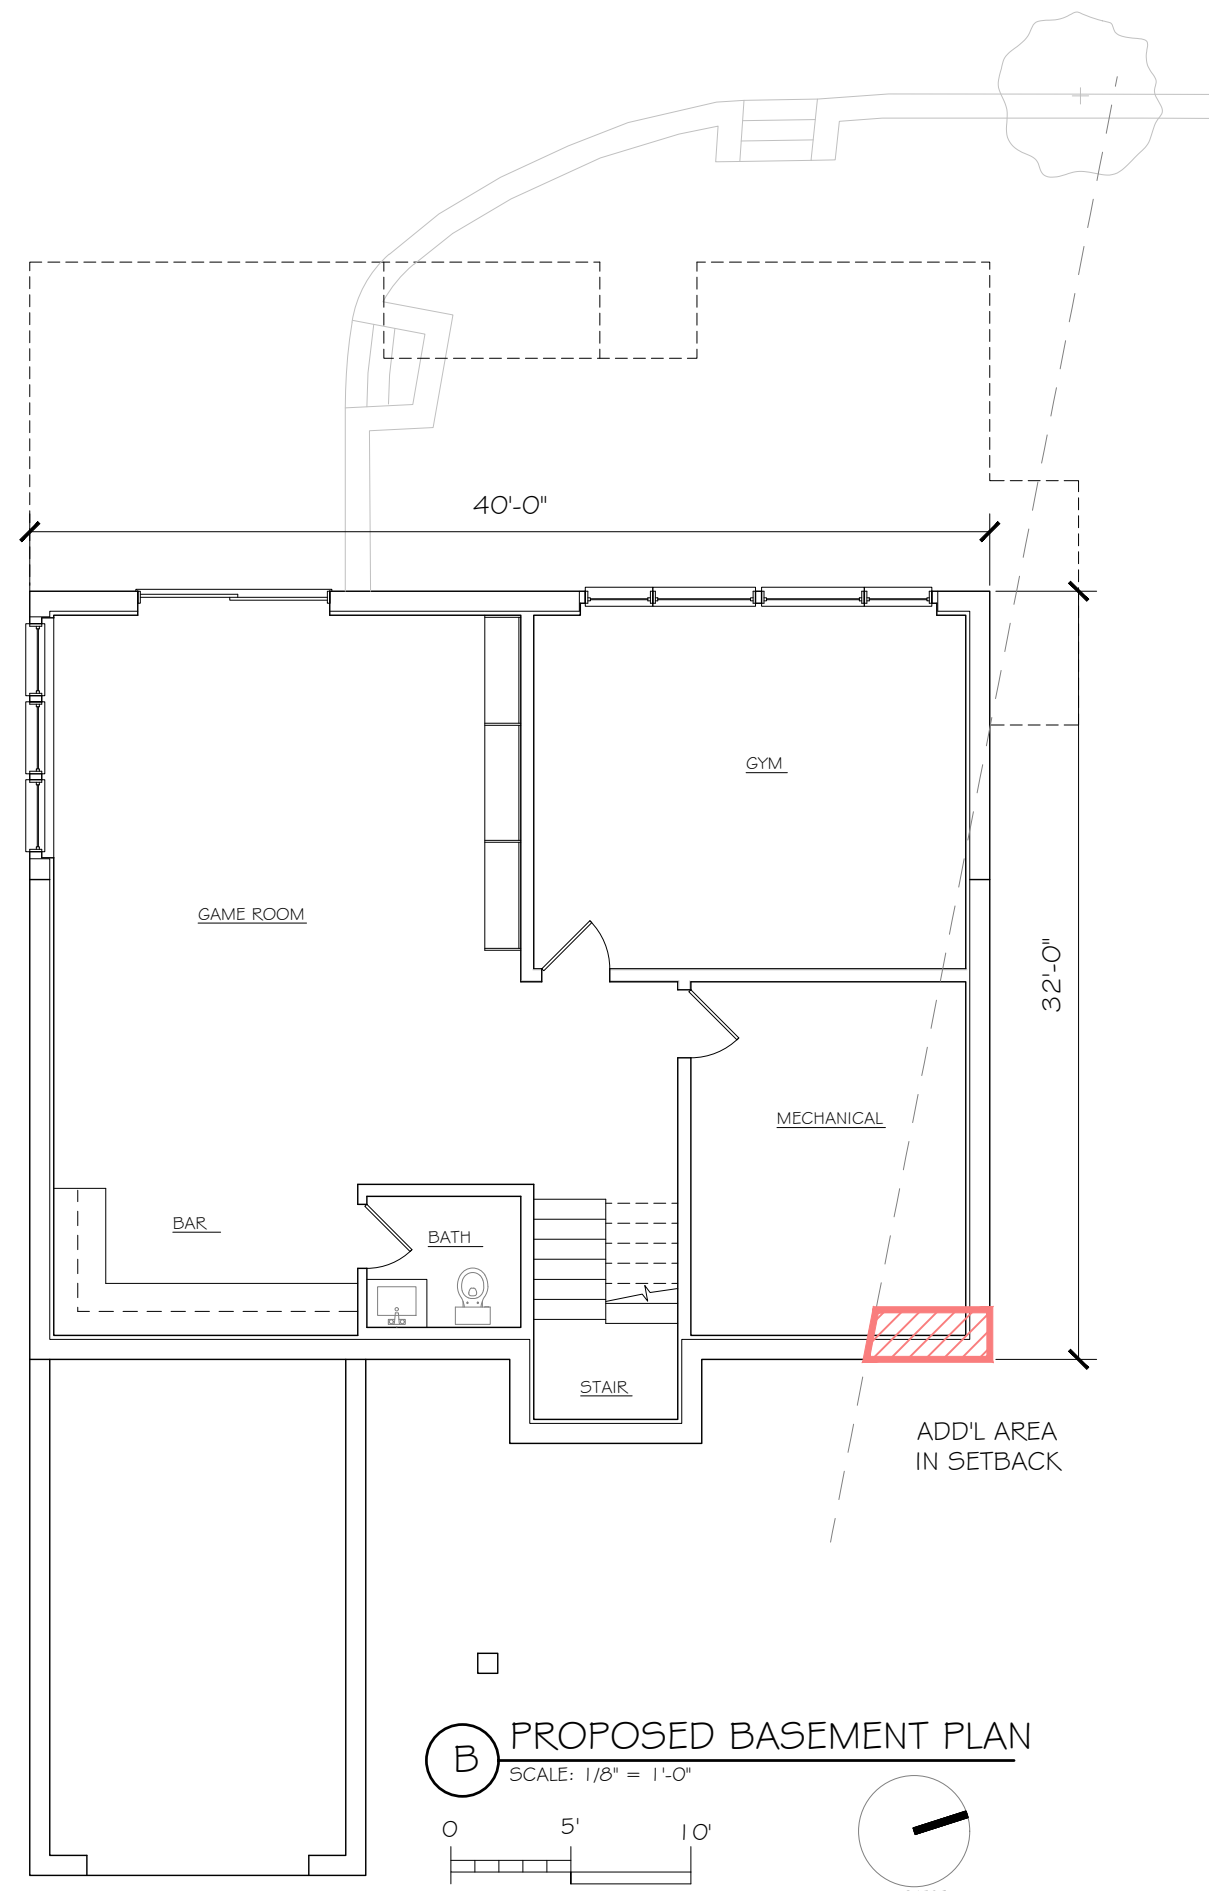 40'-0"
GYM
GAME ROOM
32'-0"
MECHANICAL
BAR
BATH
STAIR
ADD'L AREA
IN SETBACK
B
PROPOSED BASEMENT PLAN
SCALE: 1/8" = 1'-0"
0 5' 10'